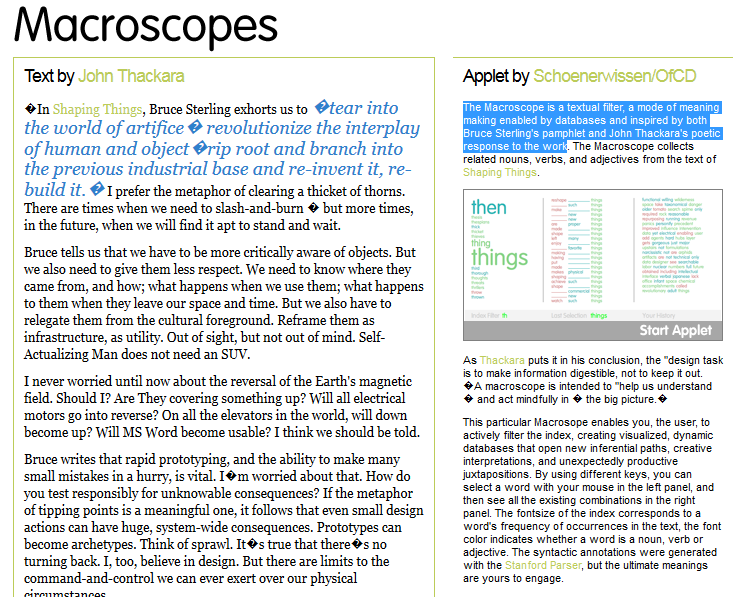 Macroscopes
Text by John Thackara
�In Shaping Things, Bruce Sterling exhorts us to �tear into
the world of artifice� revolutionize the interplay
of human and object �rip root and branch into
the previous industrial base and re-invent it, re-
build it.� I prefer the metaphor of clearing a thicket of thorns.
There are times when we need to slash-and-burn � but more times,
in the future, when we will find it apt to stand and wait.
Bruce tells us that we have to be more critically aware of objects. But
we also need to give them less respect. We need to know where they
came from, and how; what happens when we use them; what happens
to them when they leave our space and time. But we also have to
relegate them from the cultural foreground. Reframe them as
infrastructure, as utility. Out of sight, but not out of mind. Self-
Actualizing Man does not need an SUV.
I never worried until now about the reversal of the Earth's magnetic
field. Should I? Are They covering something up? Will all electrical
motors go into reverse? On all the elevators in the world, will down
become up? Will MS Word become usable? I think we should be told.
Bruce writes that rapid prototyping, and the ability to make many
small mistakes in a hurry, is vital. I�m worried about that. How do
you test responsibly for unknowable consequences? If the metaphor
of tipping points is a meaningful one, it follows that even small design
actions can have huge, system-wide consequences. Prototypes can
become archetypes. Think of sprawl. It�s true that there�s no
turning back. I, too, believe in design. But there are limits to the
command-and-control we can ever exert over our physical
circumstances.
Applet by Schoenerwissen/OfCD
The Macroscope is a textual filter, a mode of meaning
making enabled by databases and inspired by both
Bruce Sterling's pamphlet and John Thackara's poetic
response to the work. The Macroscope collects
related nouns, verbs, and adjectives from the text of
Shaping Things.
then
thing
things
Index Filter th
Last Selection things
Your History
Start Applet
As Thackara puts it in his conclusion, the "design task
is to make information digestible, not to keep it out.
�A macroscope is intended to "help us understand
� and act mindfully in � the big picture.�
This particular Macrosope enables you, the user, to
actively filter the index, creating visualized, dynamic
databases that open new inferential paths, creative
interpretations, and unexpectedly productive
juxtapositions. By using different keys, you can
select a word with your mouse in the left panel, and
then see all the existing combinations in the right
panel. The fontsize of the index corresponds to a
word's frequency of occurrences in the text, the font
color indicates whether a word is a noun, verb or
adjective. The syntactic annotations were generated
with the Stanford Parser, but the ultimate meanings
are yours to engage.